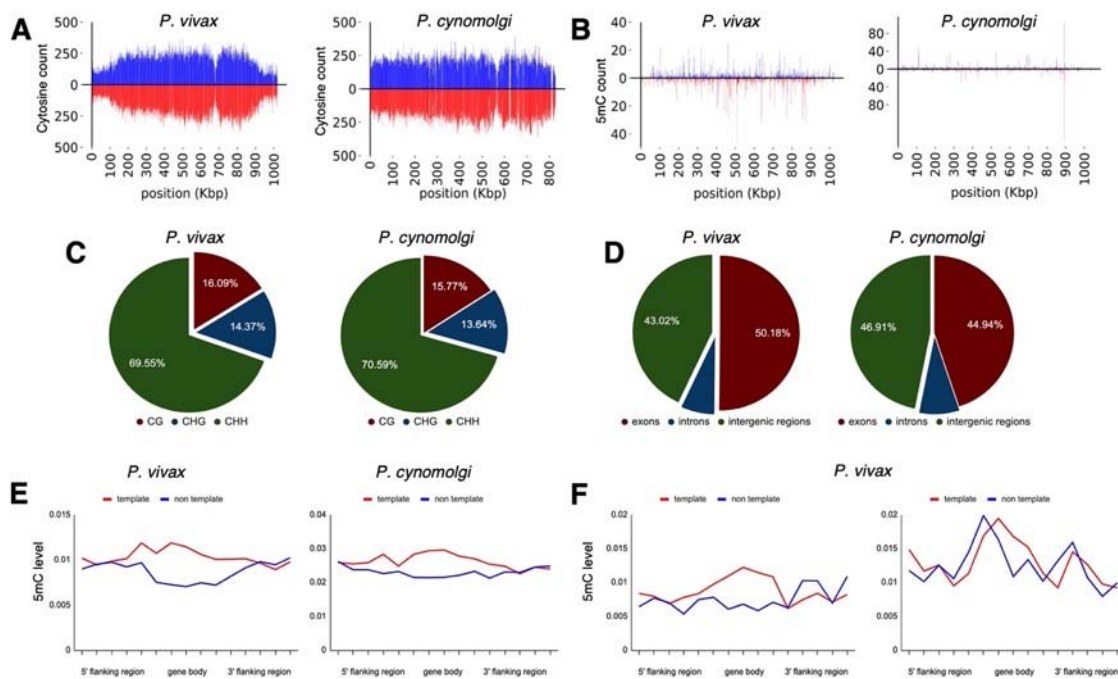 A
P. vivax
P. cynomolgi
Cytosine count
500
250
0
250
500
0
100
200
300
400
500
600
700
800
900
1000
position (Kbp)
Cytosine count
500
250
0
250
500
0
100
200
300
400
500
600
700
800
position (Kbp)
B
P. vivax
P. cynomolgi
5mC count
40
20
0
20
40
0
100
200
300
400
500
600
700
800
900
1000
position (Kbp)
80
40
0
40
80
0
100
200
300
400
500
600
700
800
900
1000
position (Kbp)
C
P. vivax
P. cynomolgi
16.09%
14.37%
69.55%
CG CHG CHH
15.77%
13.64%
70.59%
CG CHG CHH
D
P. vivax
P. cynomolgi
43.02%
50.18%
exons introns intergenic regions
46.91%
44.94%
exons introns intergenic regions
E
P. vivax
P. cynomolgi
template non template
5mC level
0.015
0.01
0.005
0
5' flanking region gene body 3' flanking region
template non template
0.04
0.03
0.02
0.01
0
5' flanking region gene body 3' flanking region
F
P. vivax
template non template
5mC level
0.02
0.015
0.01
0.005
0
5' flanking region gene body 3' flanking region
template non template
0.02
0.015
0.01
0.005
0
5' flanking region gene body 3' flanking region